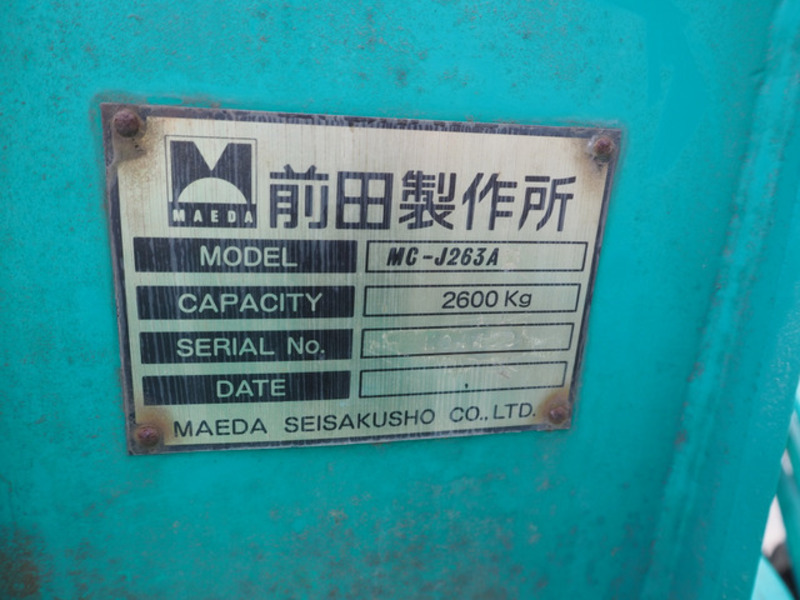 MAEDA 前田製作所
MODEL MC-J263A
CAPACITY 2600 Kg
SERIAL No.
DATE
MAEDA SEISAKUSHO CO., LTD.